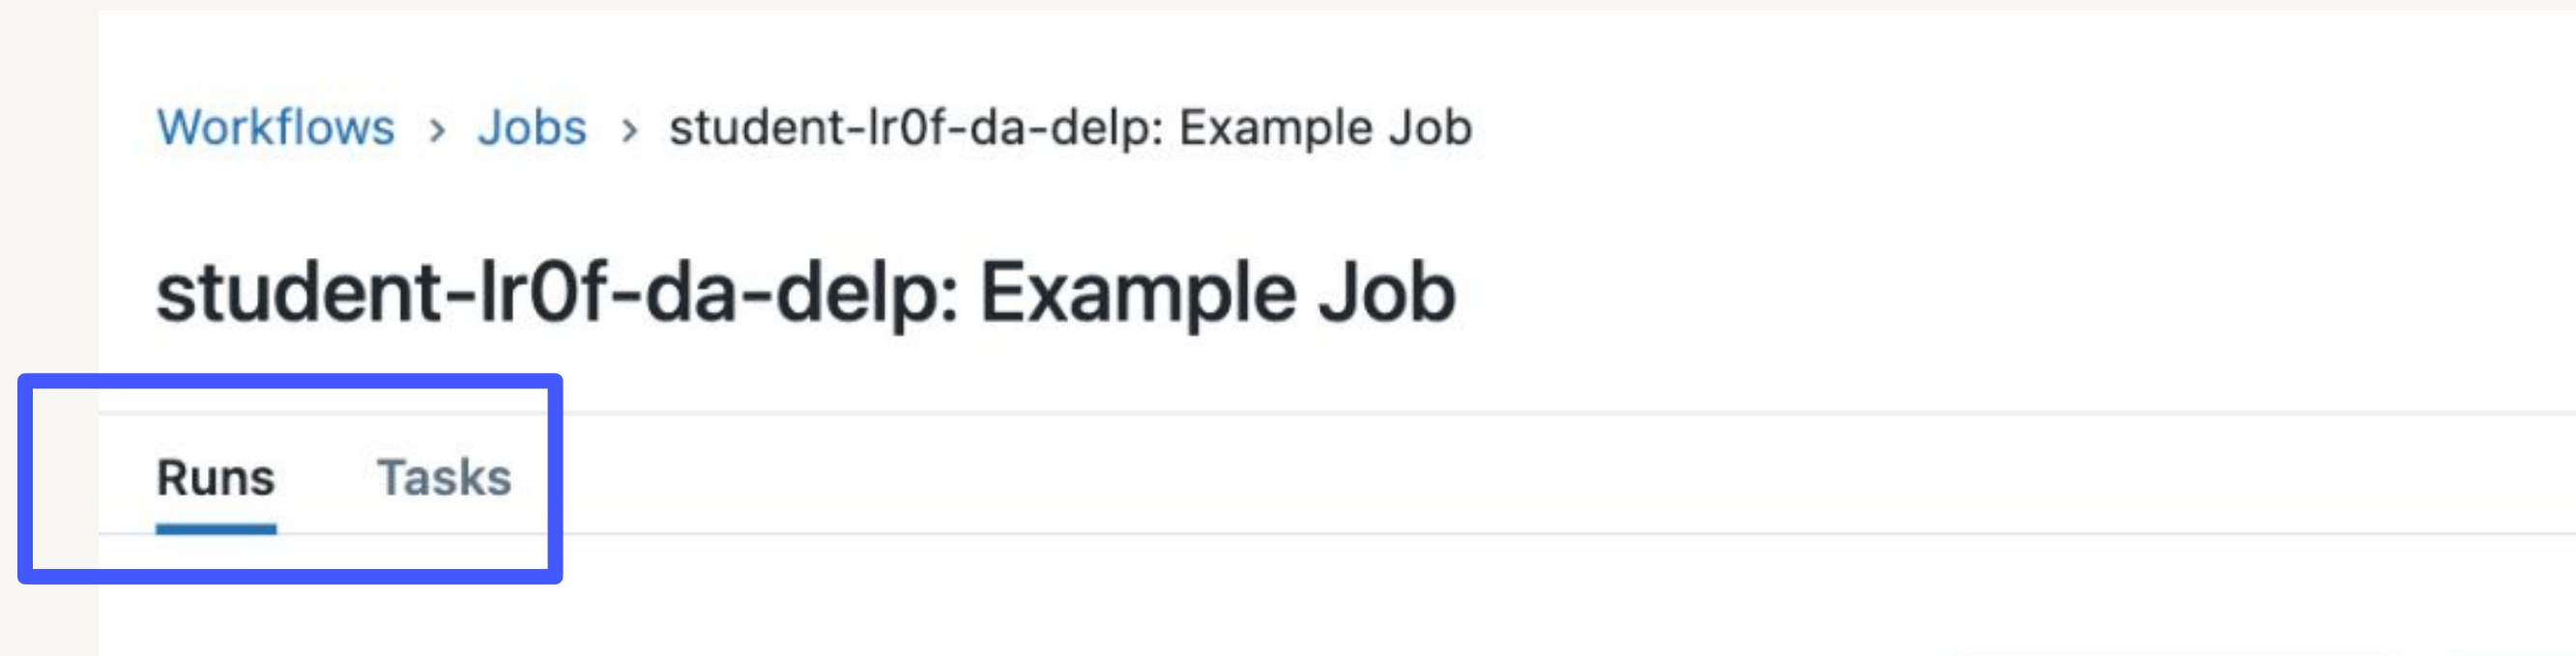 Workflows > Jobs > student-lr0f-da-delp: Example Job
student-lr0f-da-delp: Example Job
Runs Tasks